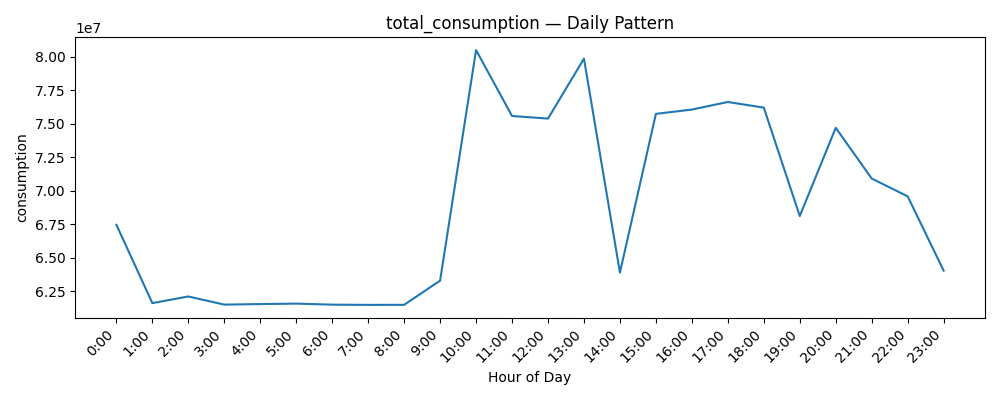 total_consumption — Daily Pattern
1e7
consumption
8.00
7.75
7.50
7.25
7.00
6.75
6.50
6.25
0:00 1:00 2:00 3:00 4:00 5:00 6:00 7:00 8:00 9:00 10:00 11:00 12:00 13:00 14:00 15:00 16:00 17:00 18:00 19:00 20:00 21:00 22:00 23:00
Hour of Day